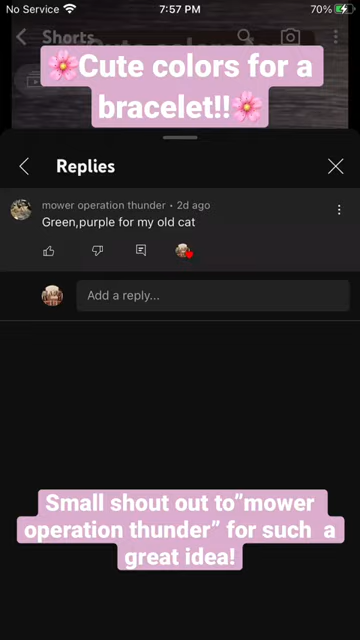 No Service 7:57 PM 70%
Shorts
🌸Cute colors for a
bracelet!!🌸
Replies
mower operation thunder • 2d ago
Green,purple for my old cat
Add a reply...
Small shout out to”mower
operation thunder” for such a
great idea!